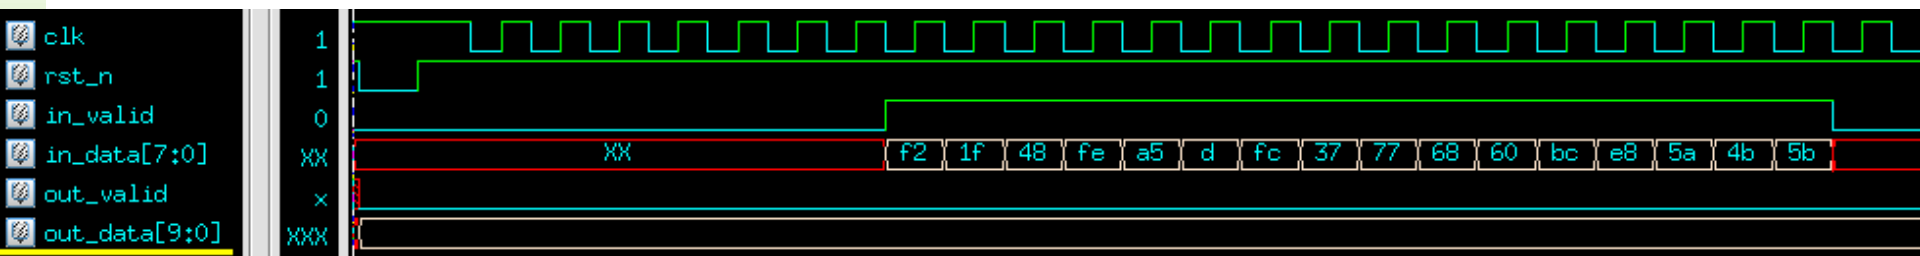 clk 1
rst_n 1
in_valid 0
in_data[7:0] XX XX f2 1f 48 fe a5 d fc 37 77 68 60 bc e8 5a 4b 5b
out_valid x
out_data[9:0] XXX